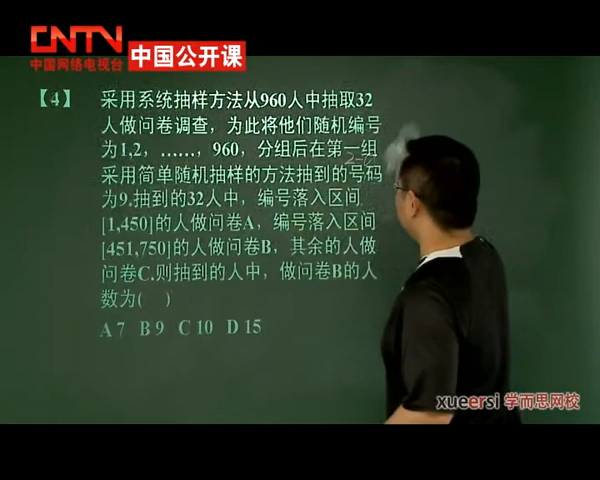 CNTN
中国网络电视台
中国公开课
【4】 采用系统抽样方法从960人中抽取32
人做问卷调查，为此将他们随机编号
为1,2，……，960，分组后在第一组
采用简单随机抽样的方法抽到的号码
为9.抽到的32人中，编号落入区间
[1,450]的人做问卷A，编号落入区间
[451,750]的人做问卷B，其余的人做
问卷C.则抽到的人中，做问卷B的人
数为( )
A 7 B 9 C 10 D 15
xueersi 学而思网校